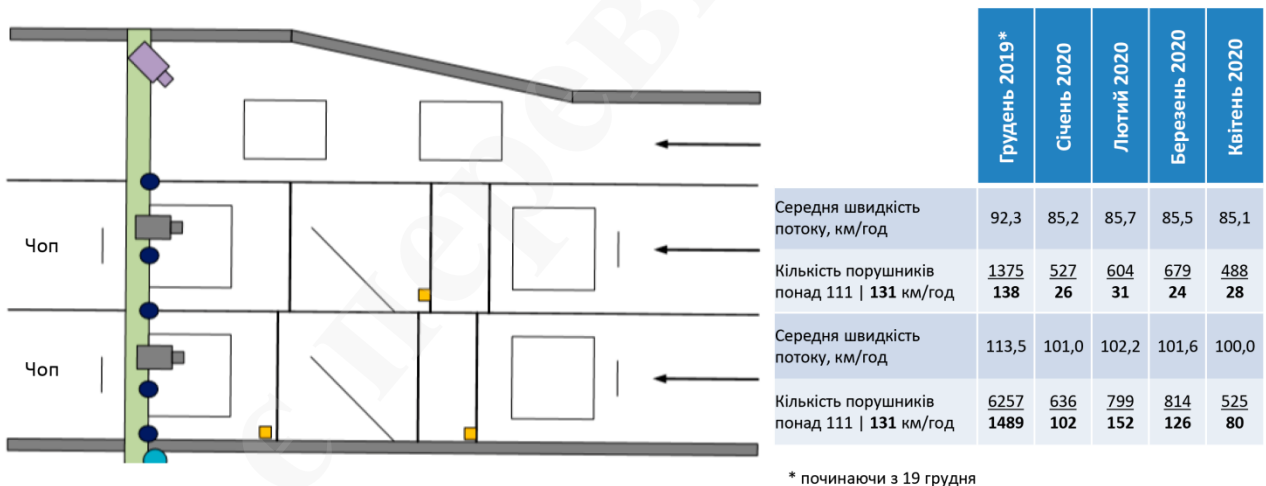 Грудень 2019*
Січень 2020
Лютий 2020
Березень 2020
Квітень 2020
Середня швидкість
потоку, км/год
92,3 85,2 85,7 85,5 85,1
Кількість порушників
понад 111 | 131 км/год
1375 527 604 679 488
138 26 31 24 28
Чоп
Середня швидкість
потоку, км/год
113,5 101,0 102,2 101,6 100,0
Кількість порушників
понад 111 | 131 км/год
6257 636 799 814 525
1489 102 152 126 80
Чоп
* починаючи з 19 грудня